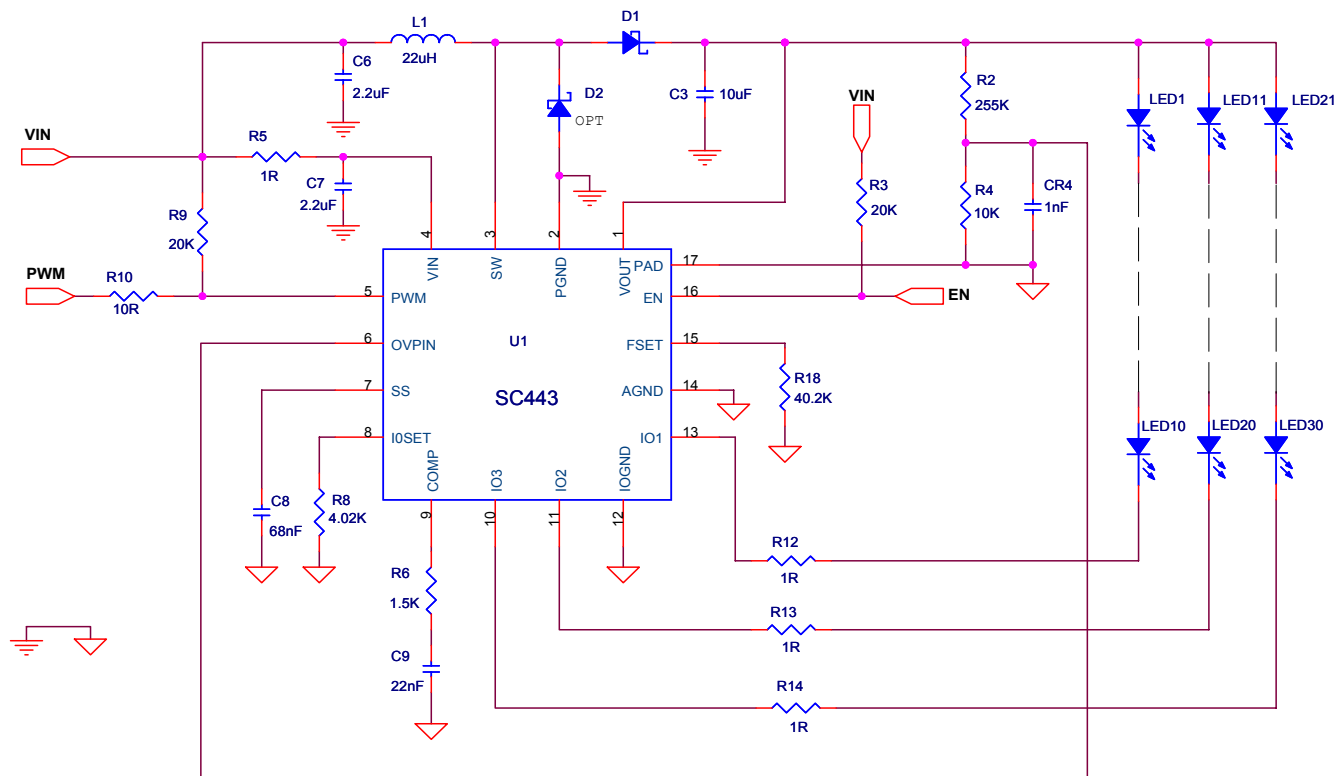 L1
22uH
D1
C6
2.2uF
D2
OPT
C3
10uF
VIN
R2
255K
LED1
LED11
LED21
VIN
R5
1R
C7
2.2uF
R3
20K
R4
10K
CR4
1nF
R9
20K
4
3
2
1
VIN
SW
PGND
VOUT
PAD
17
PWM
R10
10R
5
PWM
EN
16
EN
6
OVPIN
U1
FSET
15
7
SS
SC443
AGND
14
R18
40.2K
8
I0SET
IO1
13
COMP
IO3
IO2
IOGND
9
10
11
12
LED10
LED20
LED30
C8
68nF
R8
4.02K
R12
1R
R6
1.5K
R13
1R
C9
22nF
R14
1R